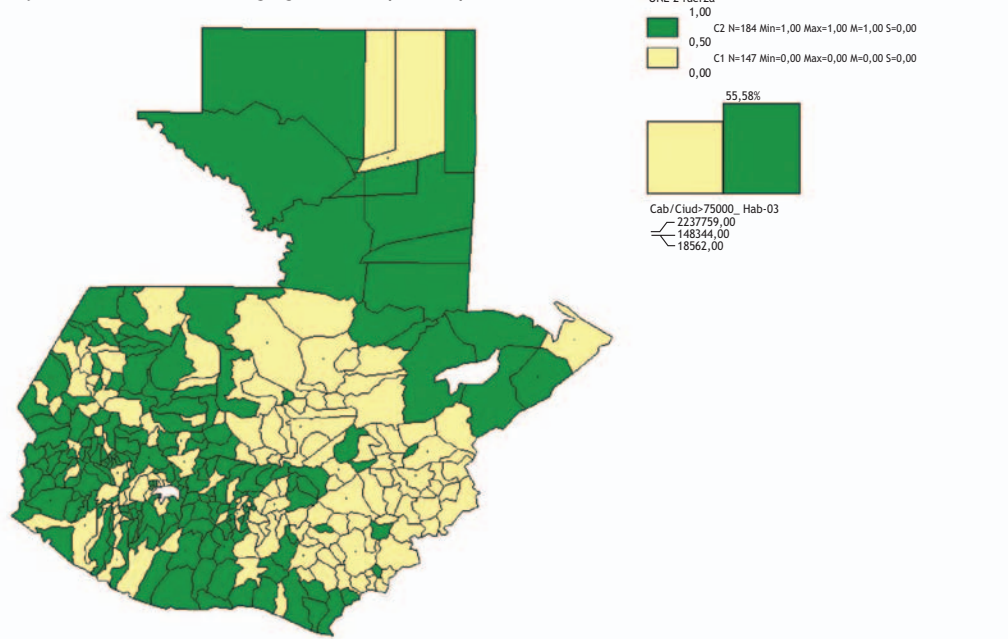 1,00
C2 N=184 Min=1,00 Max=1,00 M=1,00 S=0,00
0,50
C1 N=147 Min=0,00 Max=0,00 M=0,00 S=0,00
0,00
55,58%
Cab/Ciud>75000_ Hab-03
2237759,00
148344,00
18562,00